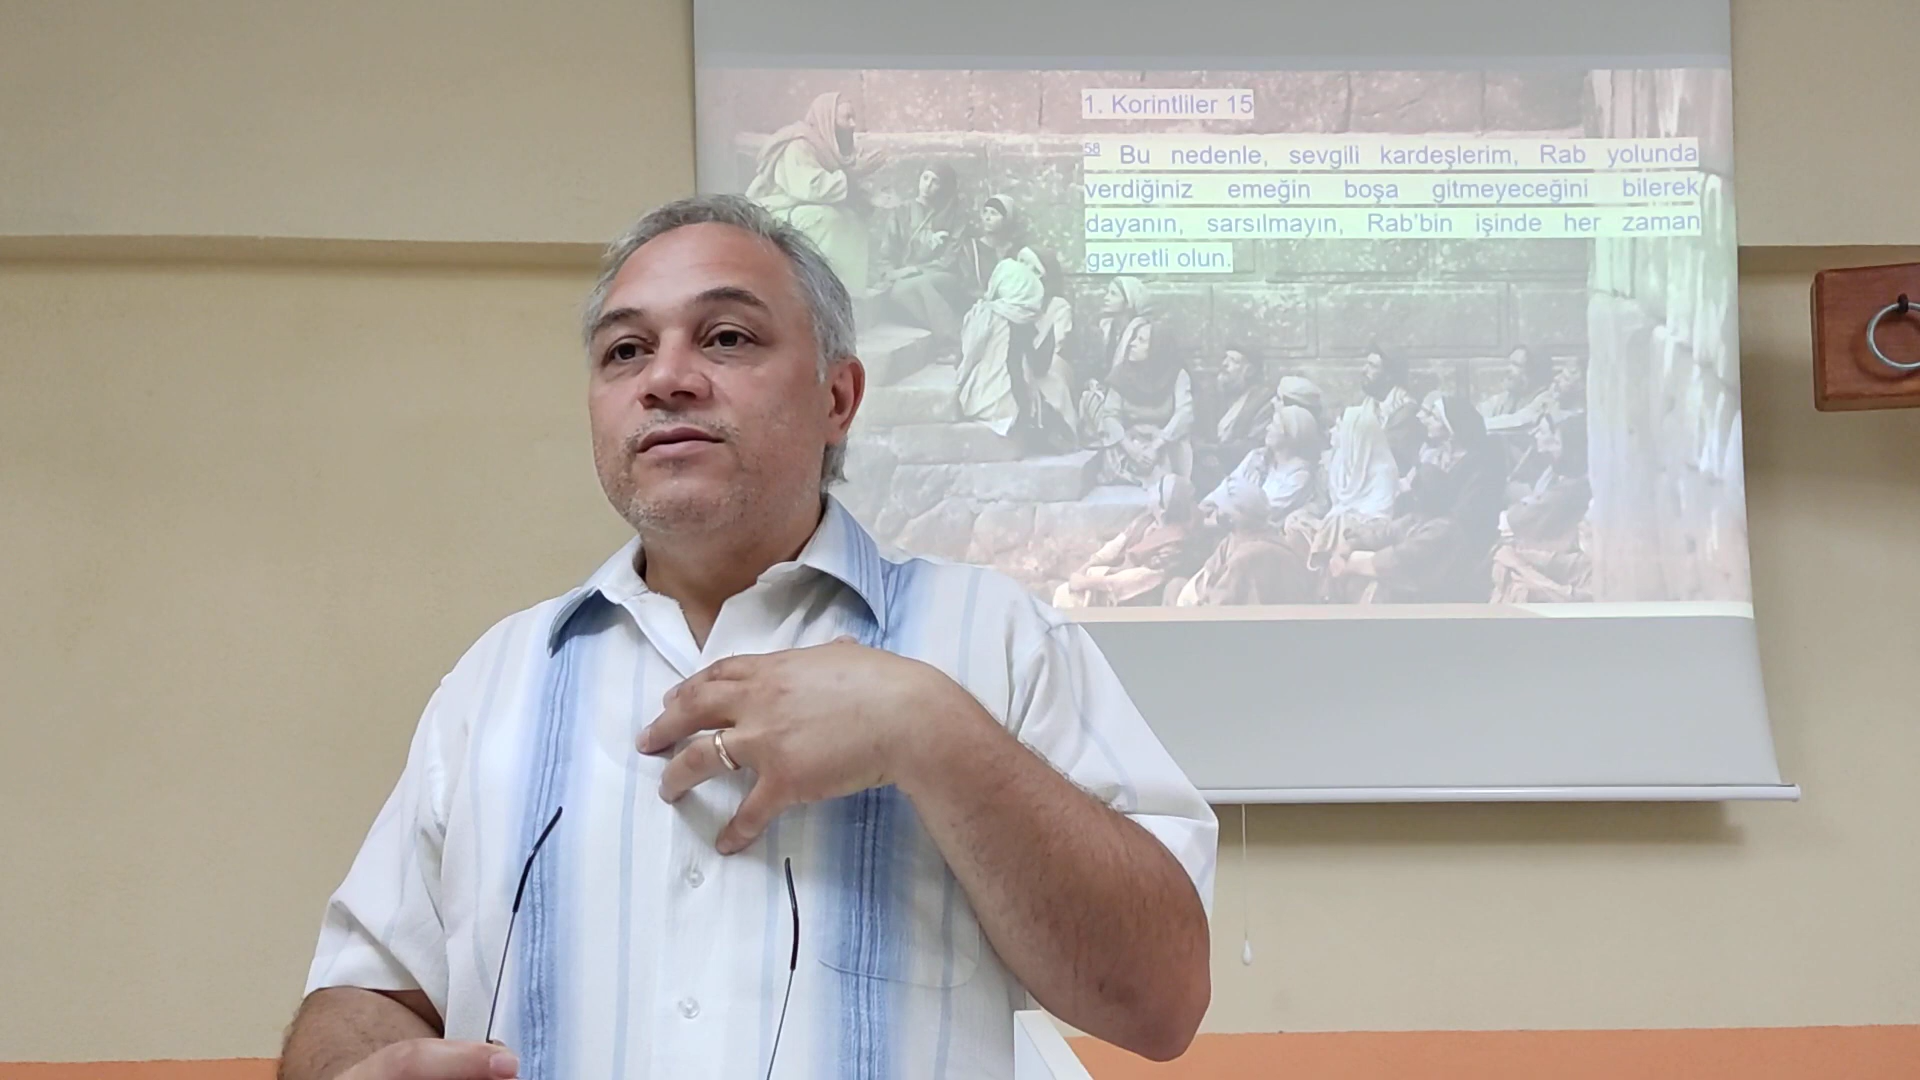 1. Korintliler 15
58 Bu nedenle, sevgili kardeşlerim, Rab yolunda
verdiğiniz emeğin boşa gitmeyeceğini bilerek
dayanın, sarsılmayın, Rab'bin işinde her zaman
gayretli olun.